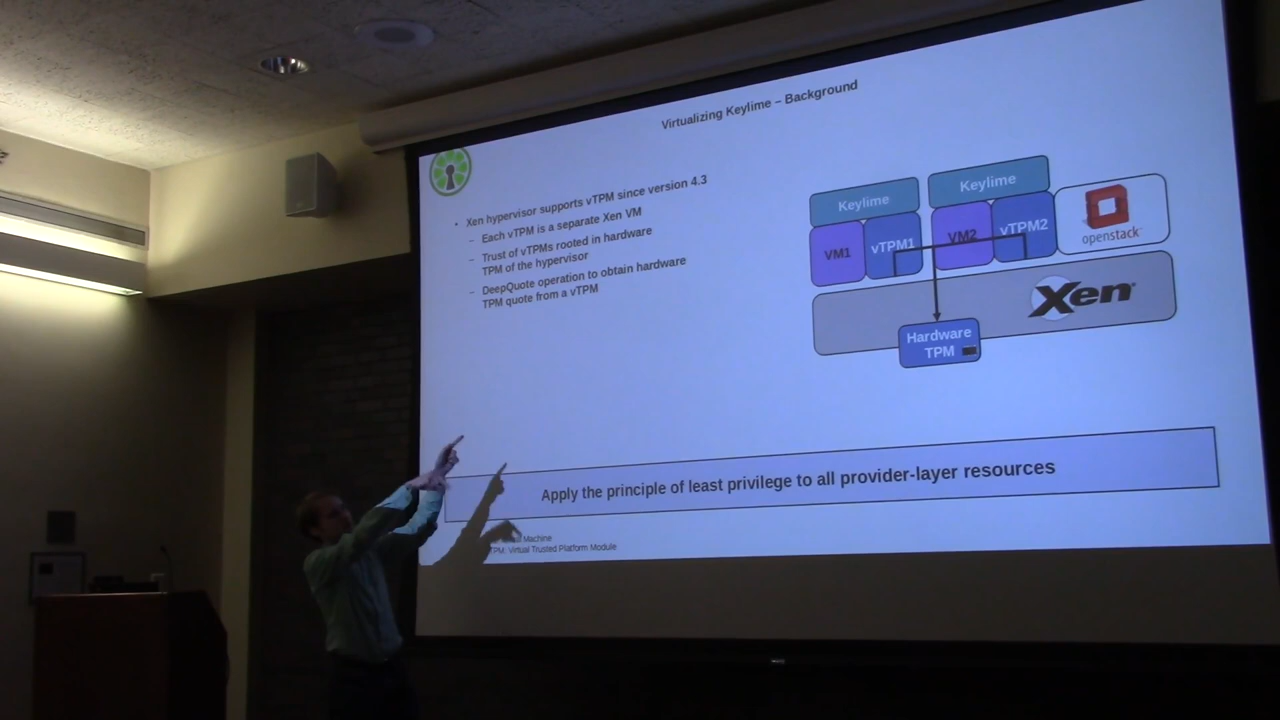 Virtualizing Keylime – Background
• Xen hypervisor supports vTPM since version 4.3
– Each vTPM is a separate Xen VM
– Trust of vTPMs rooted in hardware
TPM of the hypervisor
– DeepQuote operation to obtain hardware
TPM quote from a vTPM
Keylime
Keylime
VM1
vTPM1
VM2
vTPM2
openstack
Xen
Hardware
TPM
Apply the principle of least privilege to all provider-layer resources
Machine
TPM: Virtual Trusted Platform Module